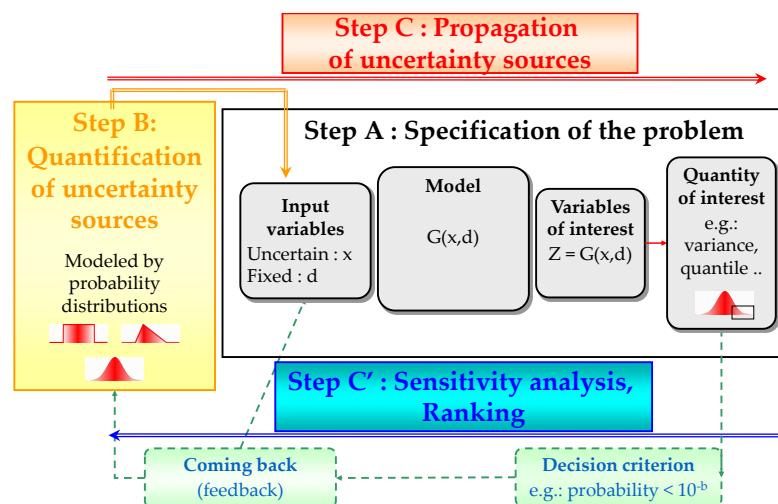 Step C : Propagation
of uncertainty sources
Step B:
Quantification
of uncertainty
sources
Modeled by
probability
distributions
Step A : Specification of the problem
Input
variables
Uncertain : x
Fixed : d
Model
G(x,d)
Variables
of interest
Z = G(x,d)
Quantity
of interest
e.g.:
variance,
quantile ..
Step C’ : Sensitivity analysis,
Ranking
Coming back
(feedback)
Decision criterion
e.g.: probability < 10-b